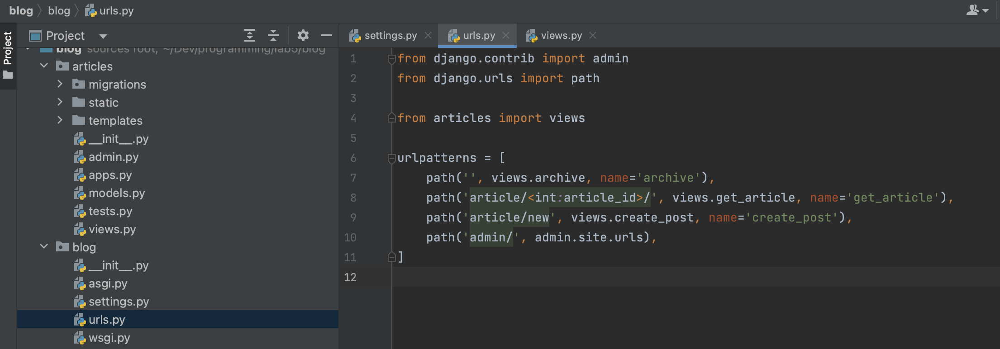 blog blog urls.py
Project
Project
blog sources root, ~/Dev/programming/lab5/blog
articles
migrations
static
templates
__init__.py
admin.py
apps.py
models.py
tests.py
views.py
blog
__init__.py
asgi.py
settings.py
urls.py
wsgi.py
settings.py urls.py views.py
1 from django.contrib import admin
2 from django.urls import path
3
4 from articles import views
5
6 urlpatterns = [
7     path('', views.archive, name='archive'),
8     path('article/<int:article_id>/', views.get_article, name='get_article'),
9     path('article/new', views.create_post, name='create_post'),
10     path('admin/', admin.site.urls),
11 ]
12